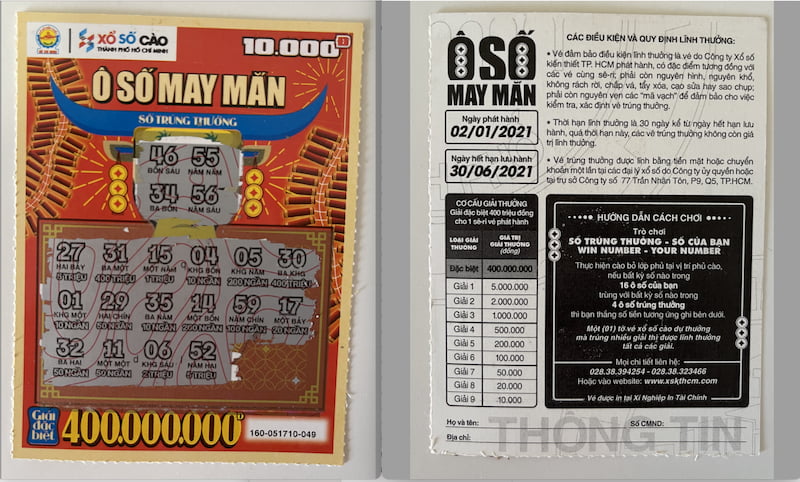 XỔ SỐ CÀO
THÀNH PHỐ HỒ CHÍ MINH
10.000Đ
Ô SỐ MAY MẮN
SỐ TRÚNG THƯỞNG
46 55
BỐN SÁU NĂM NĂM
34 56
BA BỐN NĂM SÁU
27 31 15 04 05 30
HAI BẢY BA MỘT MỘT NĂM KHG BỐN KHG NĂM BA KHG
5 TRIỆU 400 TRIỆU 1 TRIỆU 10 NGÀN 200 NGÀN 400 TRIỆU
01 29 35 14 59 17
KHG MỘT HAI CHÍN BA NĂM MỘT BỐN NĂM CHÍN MỘT BẢY
10 NGÀN 50 NGÀN 10 NGÀN 20 NGÀN 100 NGÀN 20 NGÀN
32 11 06 52
BA HAI MỘT MỘT KHG SÁU NĂM HAI
50 NGÀN 50 NGÀN 2 TRIỆU 5 TRIỆU
Giải đặc biệt
400.000.000Đ
160-051710-049
Ô SỐ
MAY MẮN
Ngày phát hành
02/01/2021
Ngày hết hạn lưu hành
30/06/2021
CÁC ĐIỀU KIỆN VÀ QUY ĐỊNH LĨNH THƯỞNG:
• Vé đảm bảo điều kiện lĩnh thưởng là vé do Công ty Xổ số
kiến thiết TP. HCM phát hành, có đặc điểm tương đồng với
các vé cùng sê-ri; phải còn nguyên hình, nguyên khổ,
không rách rời, chắp vá, tẩy xóa, cạo sửa hay sao chụp;
phải còn nguyên vẹn các "mã vạch" để đảm bảo cho việc
kiểm tra, xác định vé trúng thưởng.
• Thời hạn lĩnh thưởng là 30 ngày kể từ ngày hết hạn lưu
hành, quá thời hạn này, các vé trúng thưởng không còn giá
trị lĩnh thưởng.
• Vé trúng thưởng được lĩnh bằng tiền mặt hoặc chuyển
khoản một lần tại các đại lý xổ số do Công ty ủy quyền hoặc
tại trụ sở Công ty số 77 Trần Nhân Tôn, P9, Q5, TP.HCM.
CƠ CẤU GIẢI THƯỞNG
Giải đặc biệt 400 triệu đồng
cho 1 sê-ri vé phát hành
LOẠI GIẢI THƯỞNG GIÁ TRỊ GIẢI THƯỞNG (đồng)
Đặc biệt 400.000.000
Giải 1 5.000.000
Giải 2 2.000.000
Giải 3 1.000.000
Giải 4 500.000
Giải 5 200.000
Giải 6 100.000
Giải 7 50.000
Giải 8 20.000
Giải 9 10.000
HƯỚNG DẪN CÁCH CHƠI
Trò chơi
SỐ TRÚNG THƯỞNG - SỐ CỦA BẠN
WIN NUMBER - YOUR NUMBER
Thực hiện cào bỏ lớp phủ tại vị trí phủ cào,
nếu bất kỳ số nào trong
16 ô số của bạn
trùng với bất kỳ số nào trong
4 ô số trúng thưởng
thì bạn thắng số tiền tương ứng ghi bên dưới.
Một (01) tờ vé xổ số cào dự thưởng
mà trúng nhiều giải thì được lĩnh thưởng
tất cả các giải.
Mọi chi tiết liên hệ:
028.38.394254 - 028.38.323466
Hoặc vào website: www.xskthcm.com
Vé được in tại Xí Nghiệp In Tài Chính
Họ và tên: Số CMND:
Địa chỉ:
THÔNG TIN